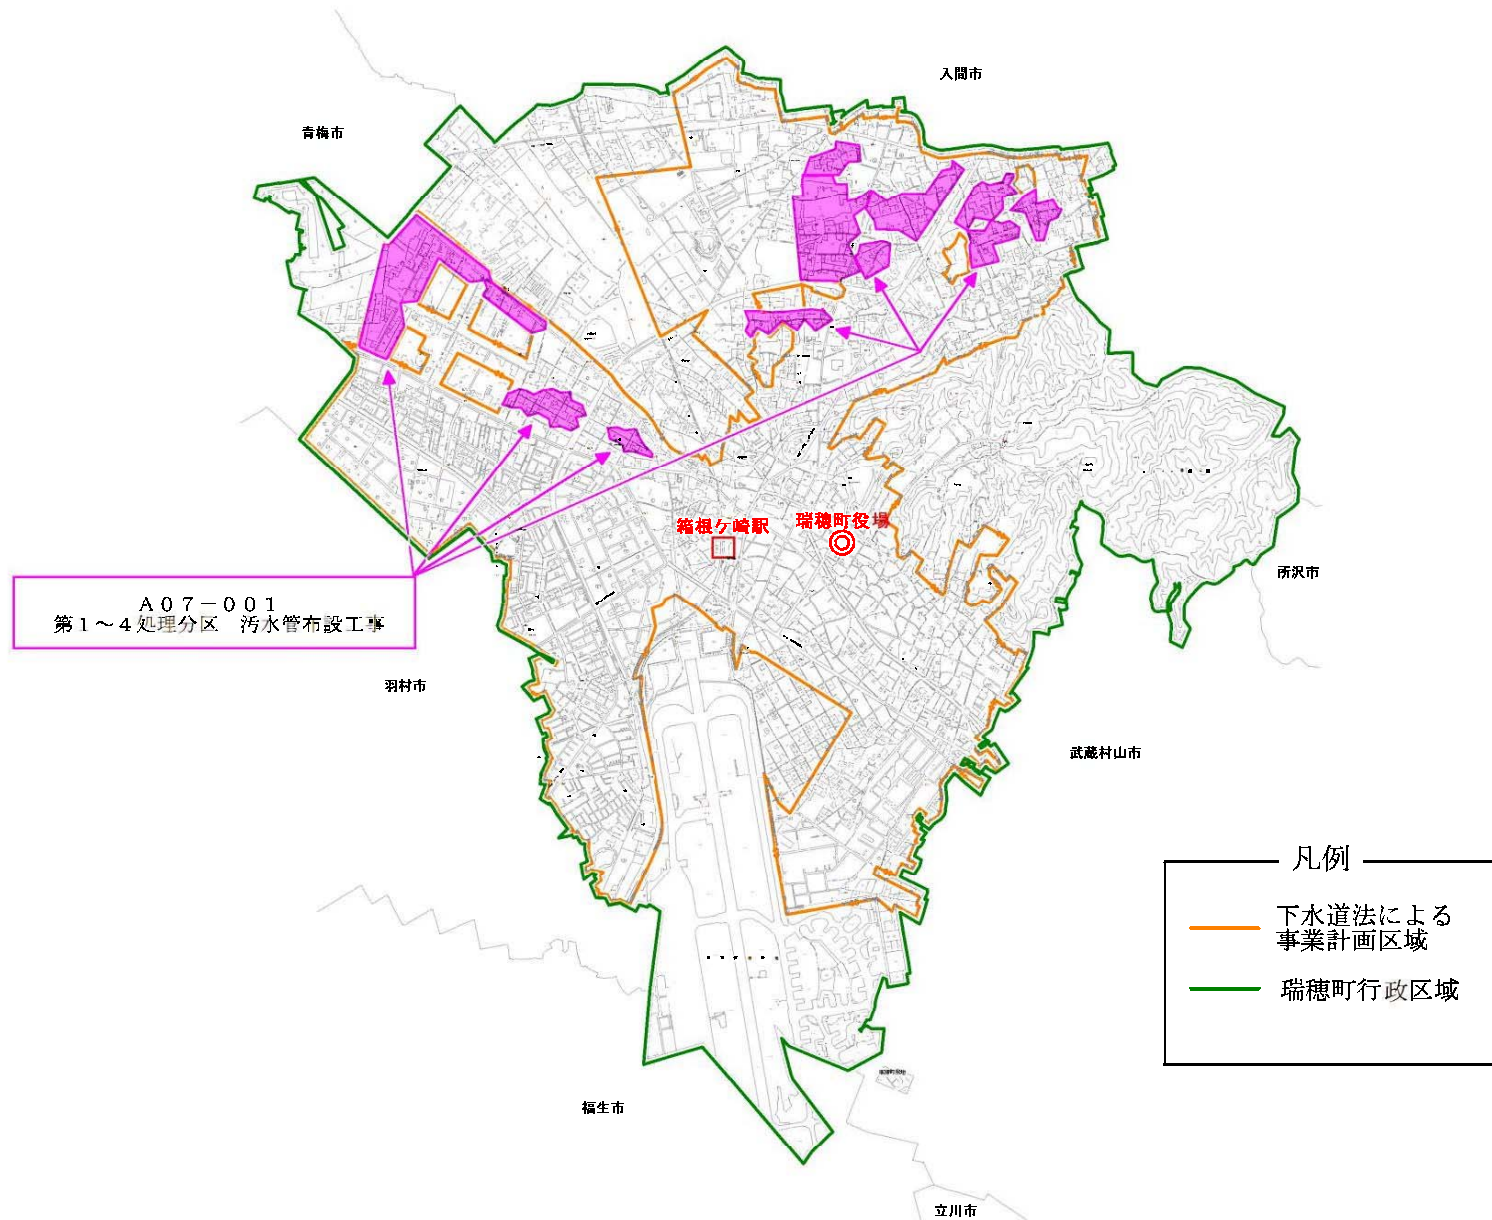 入間市
青梅市
箱根ケ崎駅
瑞穂町役場
所沢市
A07-001
第1~4処理分区 汚水管布設工事
羽村市
武蔵村山市
凡例
下水道法による
事業計画区域
瑞穂町行政区域
福生市
立川市